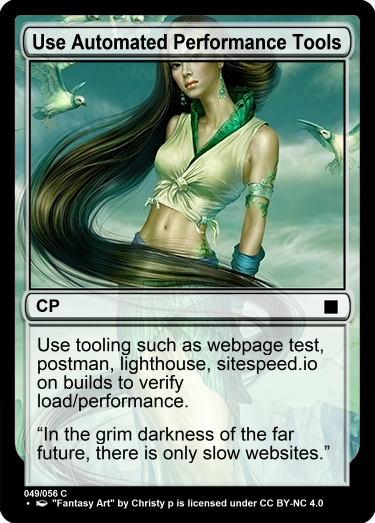 Use Automated Performance Tools
CP
Use tooling such as webpage test,
postman, lighthouse, sitespeed.io
on builds to verify
load/performance.
“In the grim darkness of the far
future, there is only slow websites.”
049/056 C
• "Fantasy Art" by Christy p is licensed under CC BY-NC 4.0